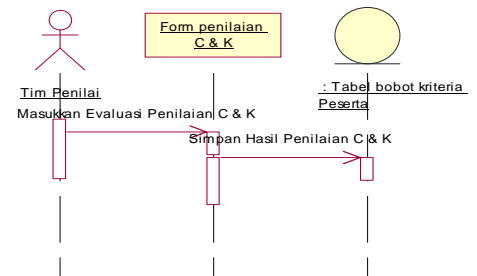 Form penilaian
C & K
Tim Penilai
: Tabel bobot kriteria
Peserta
Masukkan Evaluasi Penilaian C & K
Simpan Hasil Penilaian C & K